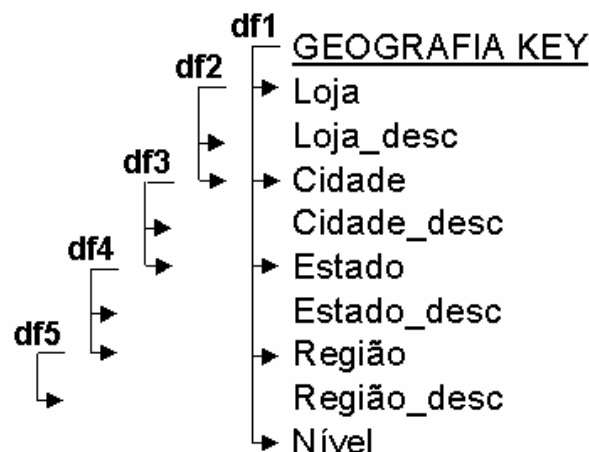 df1
GEOGRAFIA KEY
df2
Loja
Loja_desc
df3
Cidade
Cidade_desc
df4
Estado
Estado_desc
df5
Região
Região_desc
Nível